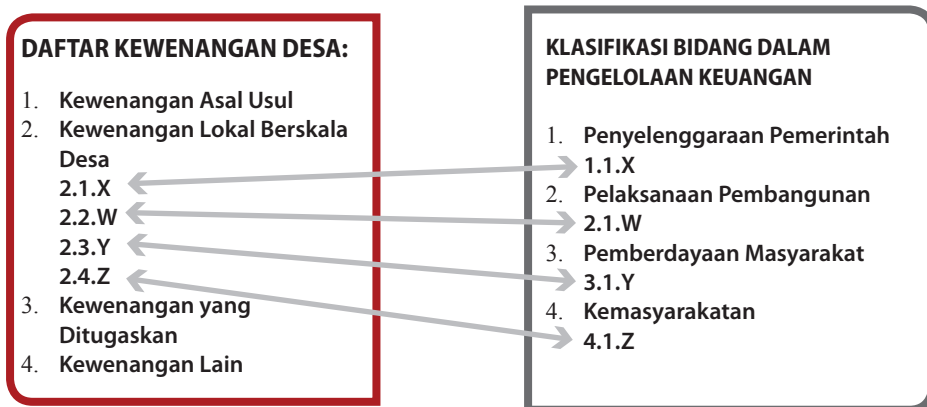 DAFTAR KEWENANGAN DESA:
1. Kewenangan Asal Usul
2. Kewenangan Lokal Berskala
Desa
2.1.X
2.2.W
2.3.Y
2.4.Z
3. Kewenangan yang
Ditugaskan
4. Kewenangan Lain
KLASIFIKASI BIDANG DALAM
PENGELOLAAN KEUANGAN
1. Penyelenggaraan Pemerintah
1.1.X
2. Pelaksanaan Pembangunan
2.1.W
3. Pemberdayaan Masyarakat
3.1.Y
4. Kemasyarakatan
4.1.Z